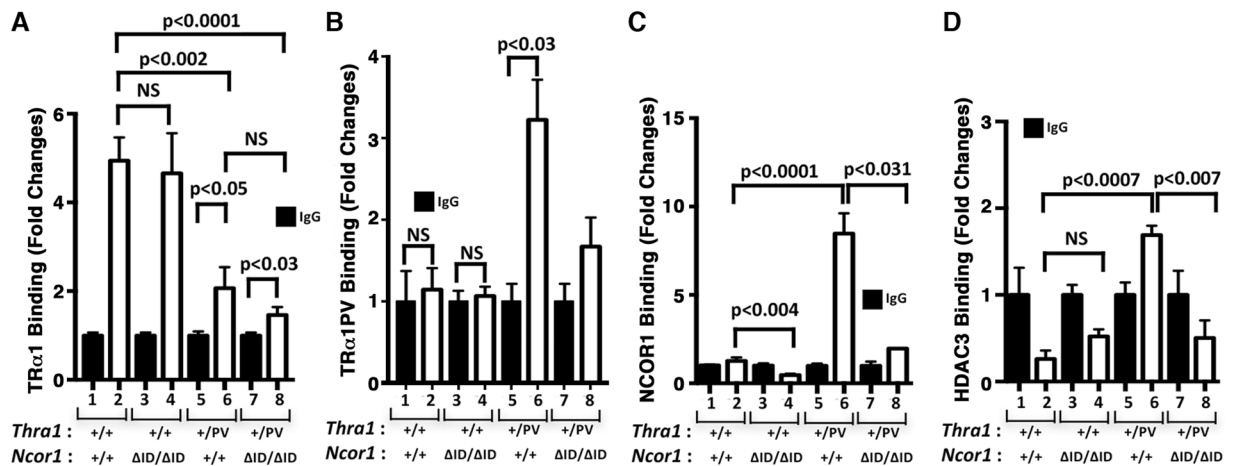 A
p<0.0001
p<0.002
NS
NS
p<0.05
p<0.03
IgG
TRα1 Binding (Fold Changes)
6
4
2
0
1 2 3 4 5 6 7 8
Thra1 : +/+ +/+ +/PV +/PV
Ncor1 : +/+ ΔID/ΔID +/+ ΔID/ΔID
B
p<0.03
IgG
NS
NS
TRα1PV Binding (Fold Changes)
4
3
2
1
0
1 2 3 4 5 6 7 8
+/+ +/+ +/PV +/PV
+/+ ΔID/ΔID +/+ ΔID/ΔID
C
p<0.0001
p<0.031
p<0.004
IgG
NCOR1 Binding (Fold Changes)
15
10
5
0
1 2 3 4 5 6 7 8
Thra1 : +/+ +/+ +/PV +/PV
Ncor1 : +/+ ΔID/ΔID +/+ ΔID/ΔID
D
IgG
p<0.0007
p<0.007
NS
HDAC3 Binding (Fold Changes)
3
2
1
0
1 2 3 4 5 6 7 8
+/+ +/+ +/PV +/PV
+/+ ΔID/ΔID +/+ ΔID/ΔID